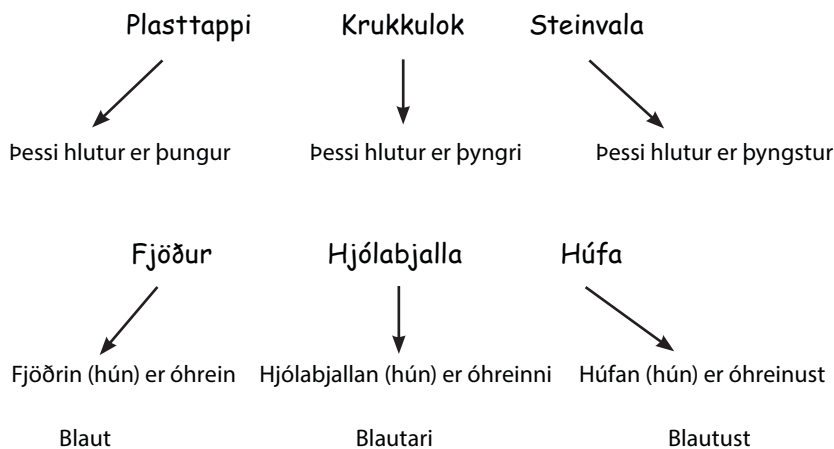 Plasttappi Krukkulok Steinvala
Þessi hlutur er þungur Þessi hlutur er þyngri Þessi hlutur er þyngstur
Fjöður Hjólabjalla Húfa
Fjöðrin (hún) er óhrein Hjólabjallan (hún) er óhreinni Húfan (hún) er óhreinust
Blaut Blautari Blautust